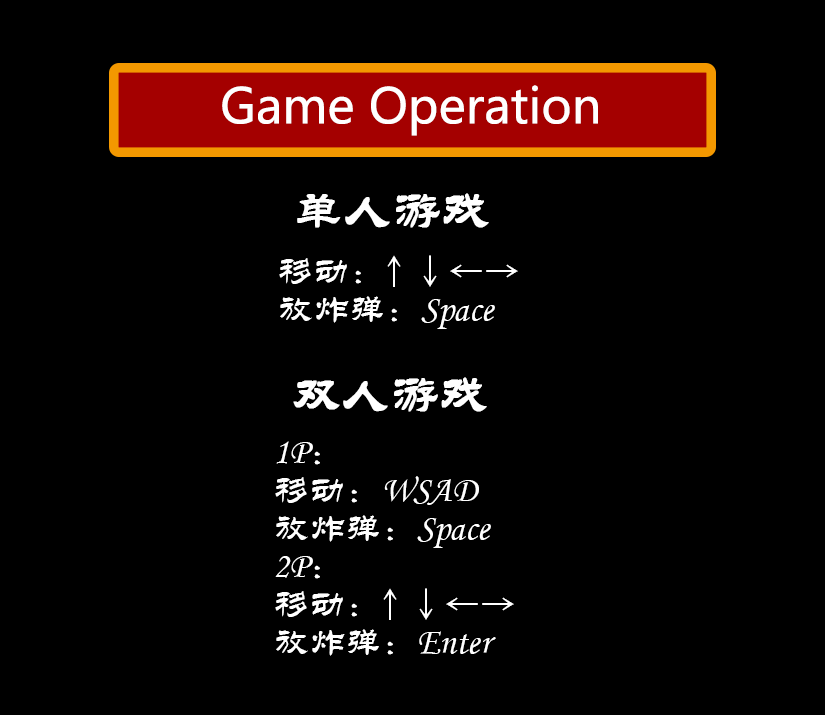 Game Operation
单人游戏
移动：↑ ↓ ←→
放炸弹：Space
双人游戏
1P:
移动：WSAD
放炸弹：Space
2P:
移动：↑ ↓ ←→
放炸弹：Enter